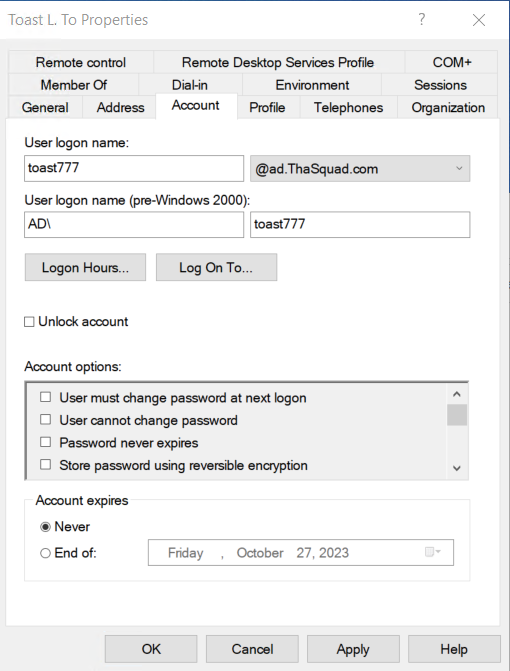 Toast L. To Properties ?
Remote control Remote Desktop Services Profile COM+
Member Of Dial-in Environment Sessions
General Address Account Profile Telephones Organization
User logon name:
toast777 @ad.ThaSquad.com
User logon name (pre-Windows 2000):
AD\ toast777
Logon Hours... Log On To...
Unlock account
Account options:
User must change password at next logon
User cannot change password
Password never expires
Store password using reversible encryption
Account expires
Never
End of: Friday , October 27, 2023
OK Cancel Apply Help